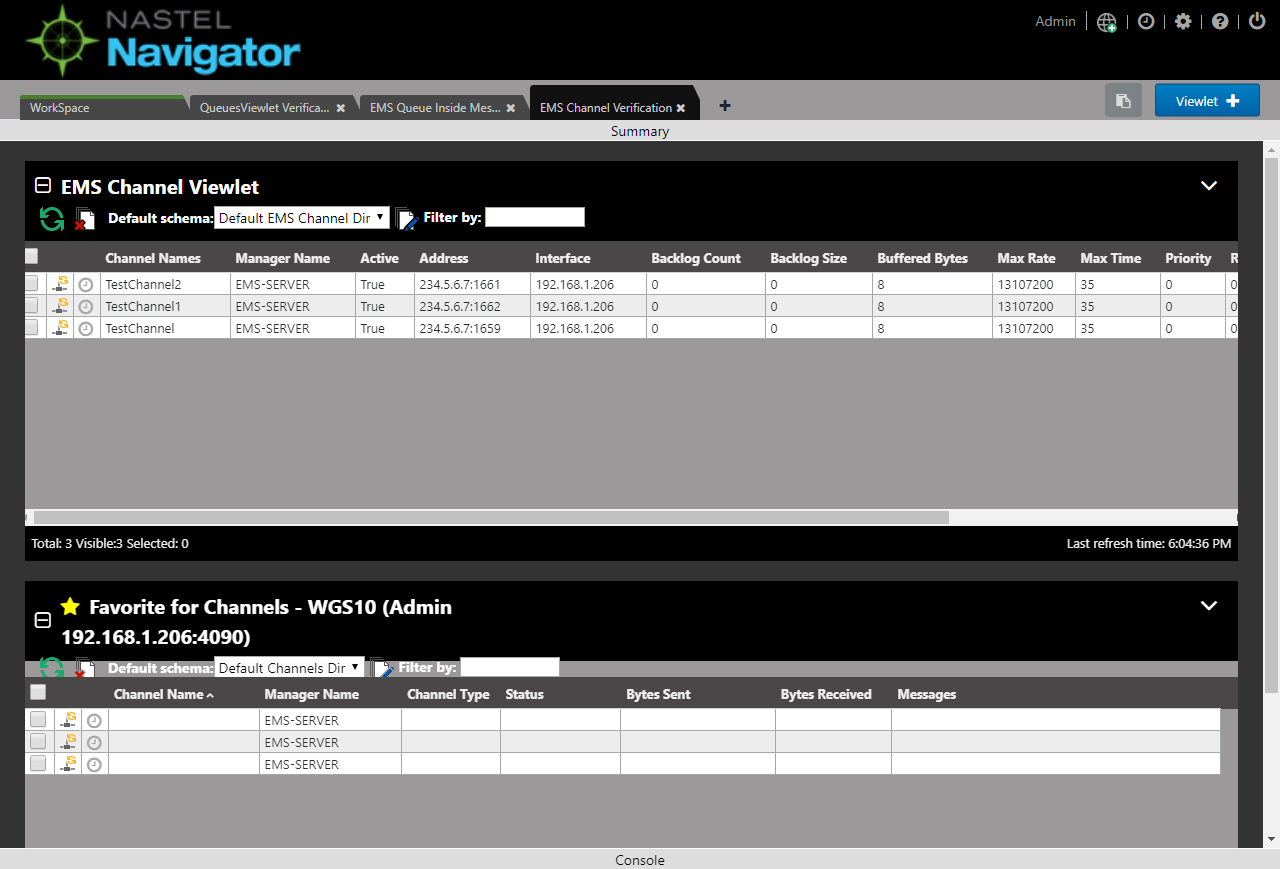 NASTEL
Navigator
Admin
WorkSpace
QueuesViewlet Verifica...
EMS Queue Inside Mes...
EMS Channel Verification
Viewlet
Summary
EMS Channel Viewlet
Default schema: Default EMS Channel Dir Filter by:
Channel Names Manager Name Active Address Interface Backlog Count Backlog Size Buffered Bytes Max Rate Max Time Priority R
TestChannel2 EMS-SERVER True 234.5.6.7:1661 192.168.1.206 0 0 8 13107200 35 0 0
TestChannel1 EMS-SERVER True 234.5.6.7:1662 192.168.1.206 0 0 8 13107200 35 0 0
TestChannel EMS-SERVER True 234.5.6.7:1659 192.168.1.206 0 0 8 13107200 35 0 0
Total: 3 Visible:3 Selected: 0
Last refresh time: 6:04:36 PM
Favorite for Channels - WGS10 (Admin
192.168.1.206:4090)
Default schema: Default Channels Dir Filter by:
Channel Name Manager Name Channel Type Status Bytes Sent Bytes Received Messages
EMS-SERVER
EMS-SERVER
EMS-SERVER
Console